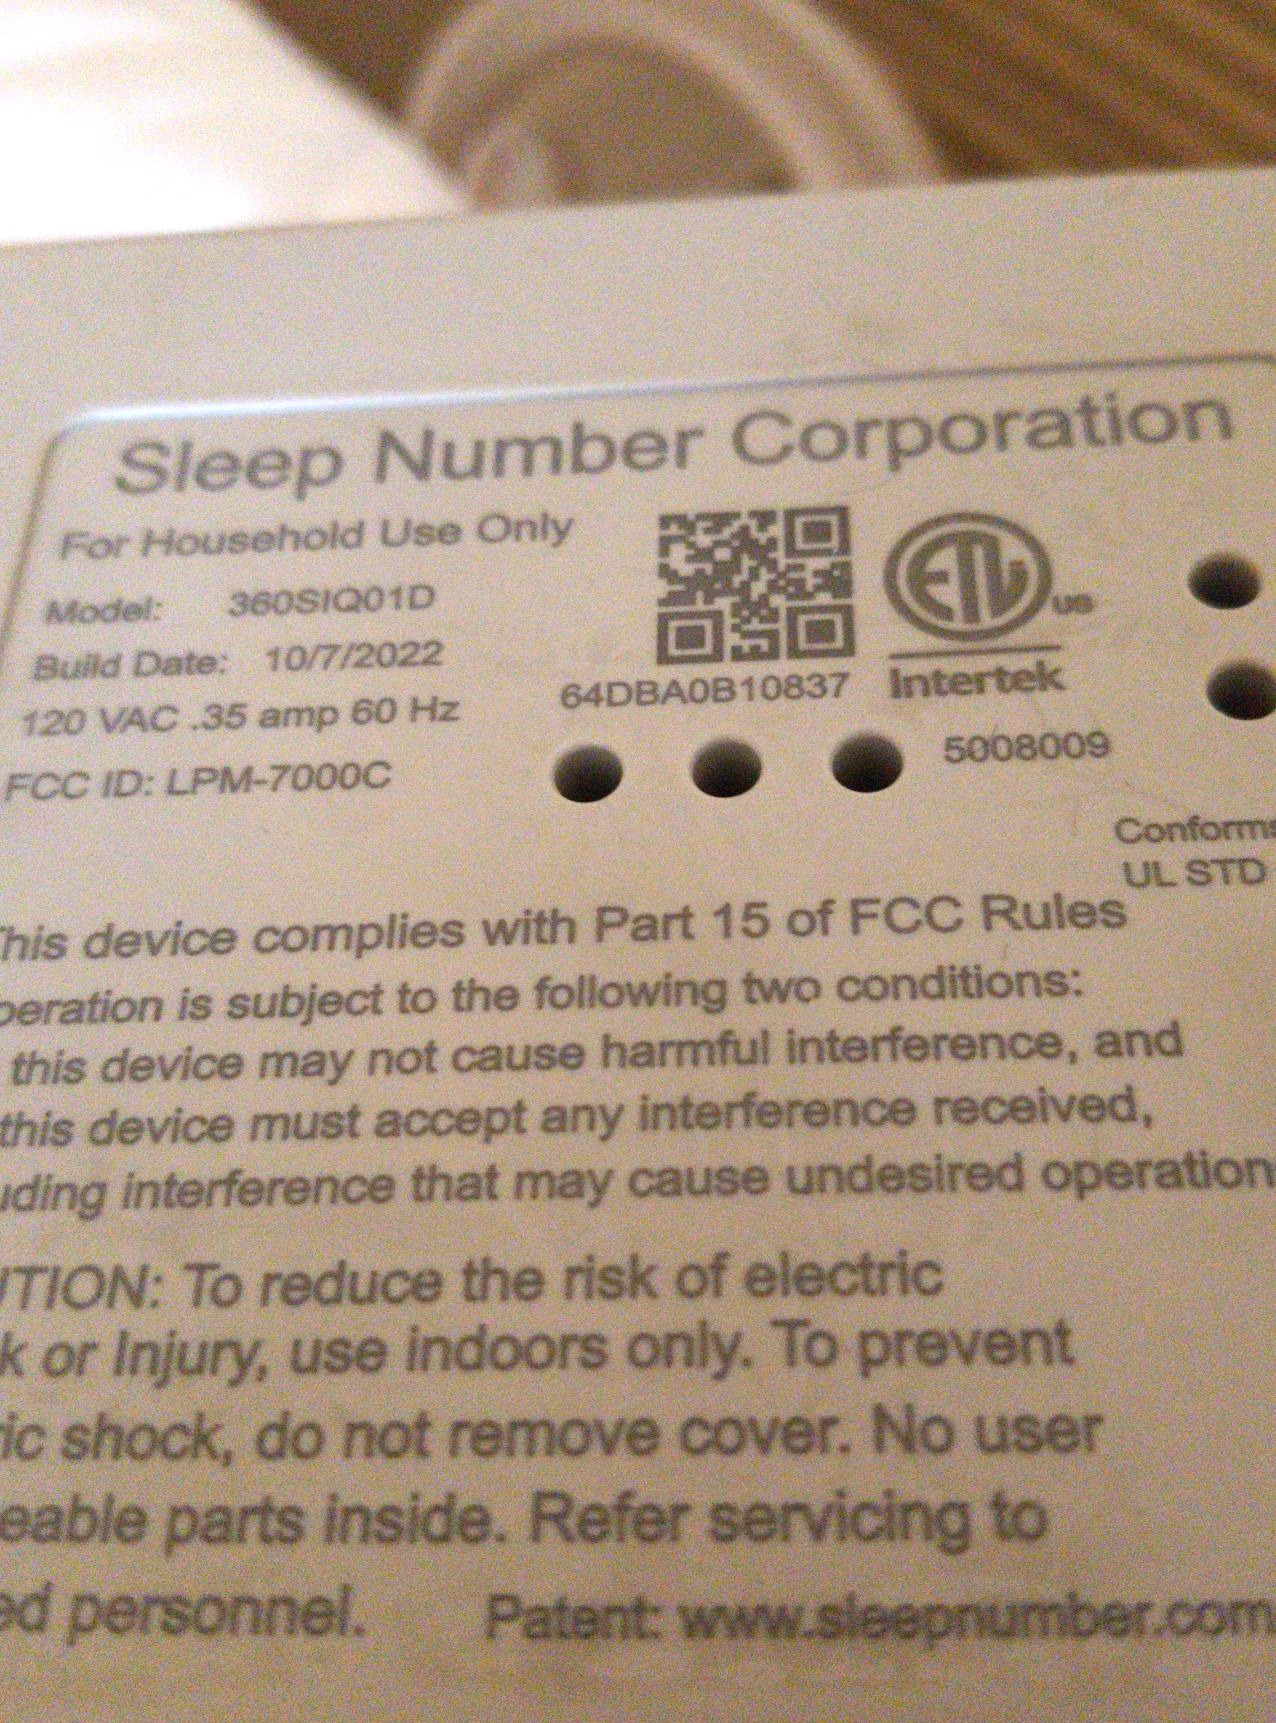 Sleep Number Corporation
For Household Use Only
Model: 360SIQ01D
Build Date: 10/7/2022
120 VAC .35 amp 60 Hz
FCC ID: LPM-7000C
64DBA0B10837
ETL US
Intertek
5008009
Conforms
UL STD
This device complies with Part 15 of FCC Rules
peration is subject to the following two conditions:
this device may not cause harmful interference, and
this device must accept any interference received,
uding interference that may cause undesired operation
UTION: To reduce the risk of electric
k or Injury, use indoors only. To prevent
ric shock, do not remove cover. No user
eable parts inside. Refer servicing to
ed personnel.
Patent: www.sleepnumber.com